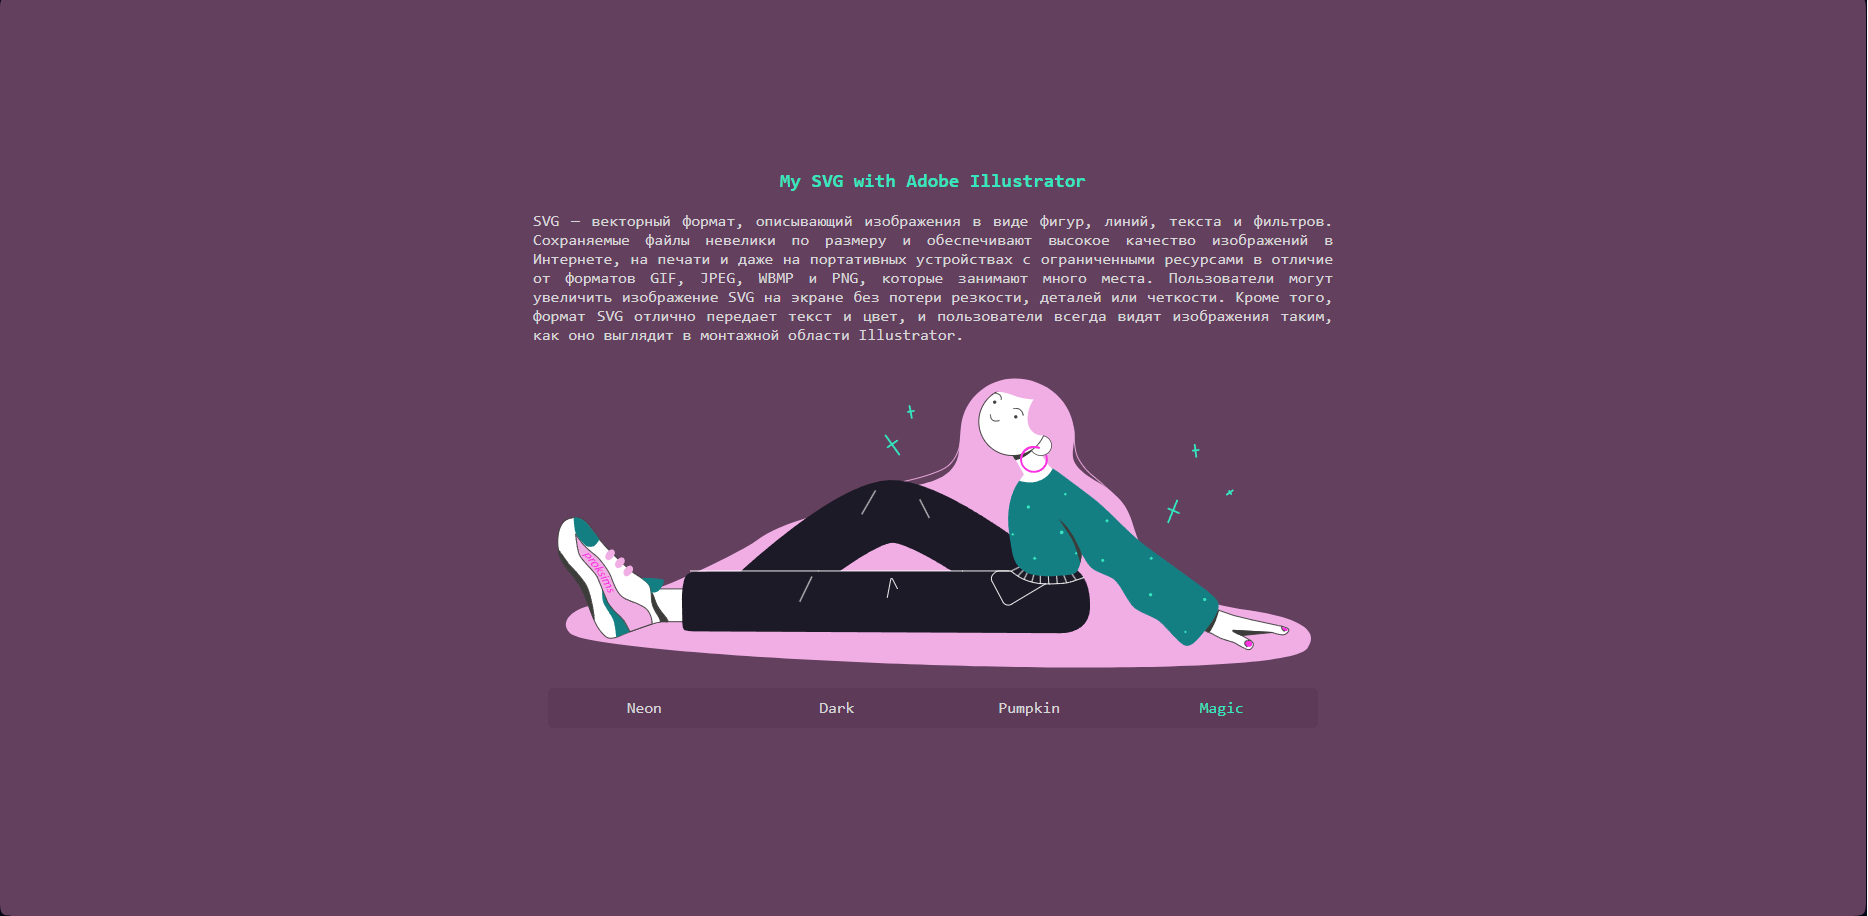 My SVG with Adobe Illustrator
SVG — векторный формат, описывающий изображения в виде фигур, линий, текста и фильтров.
Сохраняемые файлы невелики по размеру и обеспечивают высокое качество изображений в
Интернете, на печати и даже на портативных устройствах с ограниченными ресурсами в отличие
от форматов GIF, JPEG, WBMP и PNG, которые занимают много места. Пользователи могут
увеличить изображение SVG на экране без потери резкости, деталей или четкости. Кроме того,
формат SVG отлично передает текст и цвет, и пользователи всегда видят изображения таким,
как оно выглядит в монтажной области Illustrator.
proksims
Neon Dark Pumpkin Magic